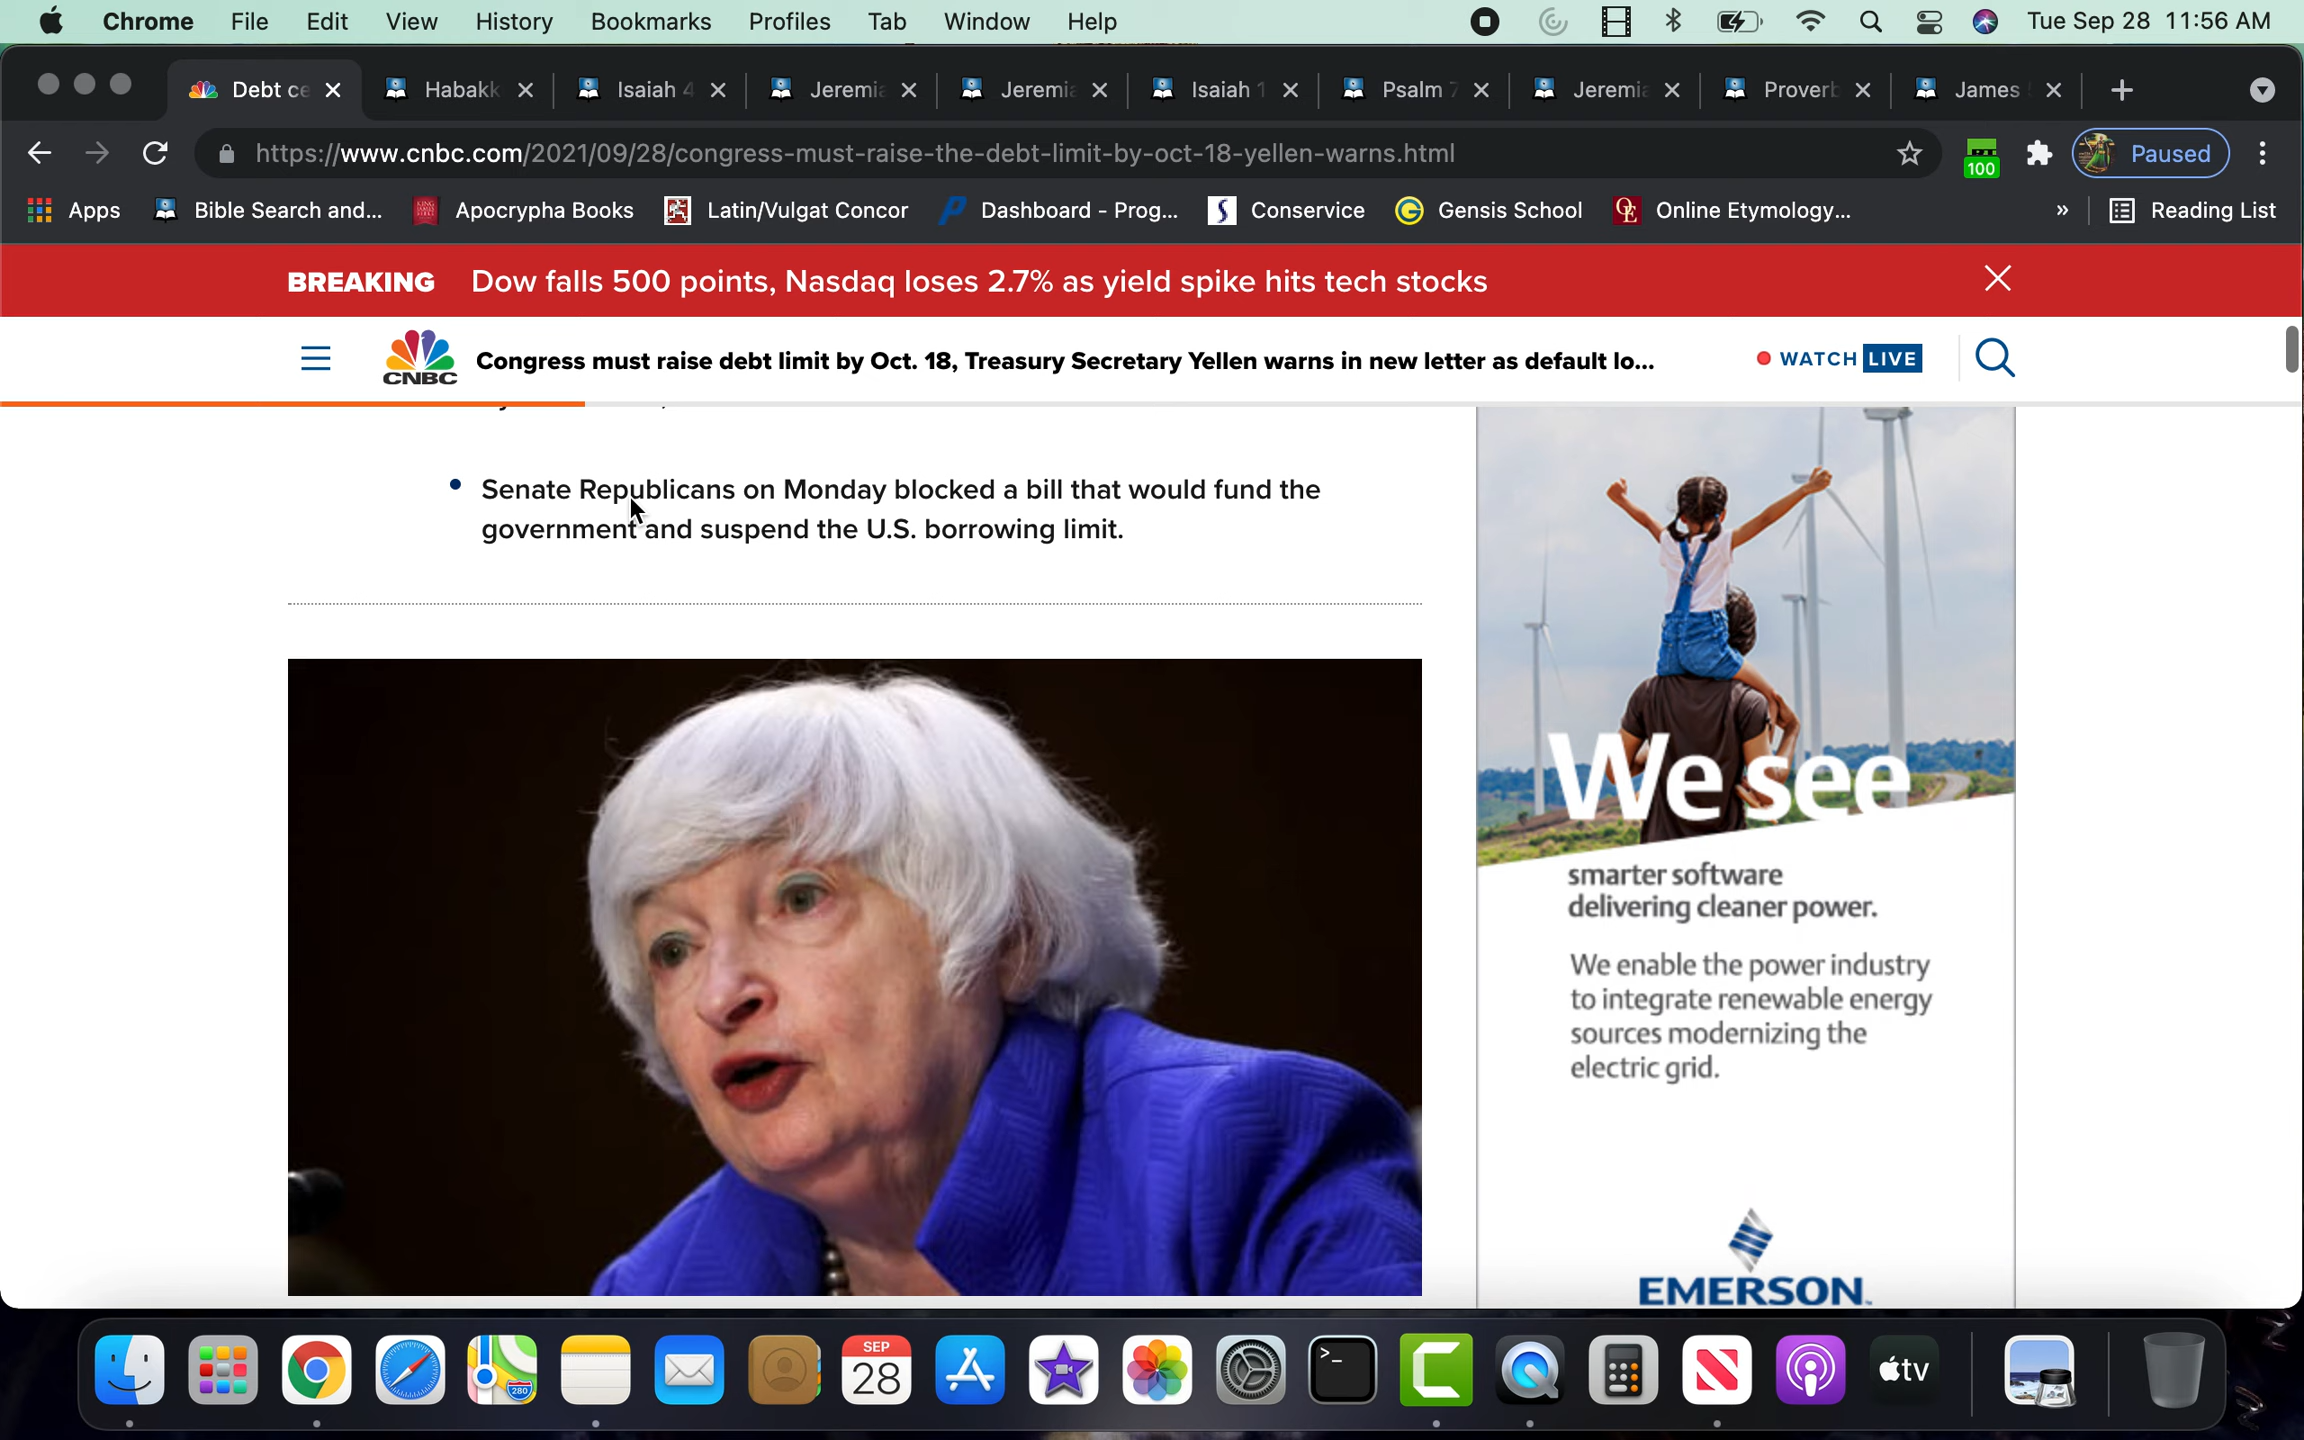 Chrome File Edit View History Bookmarks Profiles Tab Window Help Tue Sep 28 11:56 AM
Debt ce Habakk Isaiah 4 Jeremia Jeremia Isaiah 1 Psalm 7 Jeremia Proverb James
https://www.cnbc.com/2021/09/28/congress-must-raise-the-debt-limit-by-oct-18-yellen-warns.html 100 Paused
Apps Bible Search and... Apocrypha Books Latin/Vulgat Concor Dashboard - Prog... Conservice Gensis School Online Etymology... » Reading List
BREAKING Dow falls 500 points, Nasdaq loses 2.7% as yield spike hits tech stocks
CNBC Congress must raise debt limit by Oct. 18, Treasury Secretary Yellen warns in new letter as default lo... WATCH LIVE
Senate Republicans on Monday blocked a bill that would fund the
government and suspend the U.S. borrowing limit.
We see
smarter software
delivering cleaner power.
We enable the power industry
to integrate renewable energy
sources modernizing the
electric grid.
EMERSON
280
SEP
28
tv